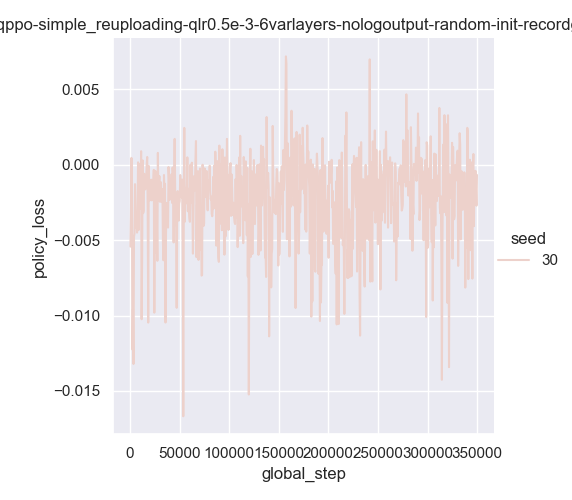 qppo-simple_reuploading-qlr0.5e-3-6varlayers-nologoutput-random-init-record
0.005
0.000
−0.005
−0.010
−0.015
policy_loss
seed
30
0 50000 100000 150000 200000 250000 300000 350000
global_step